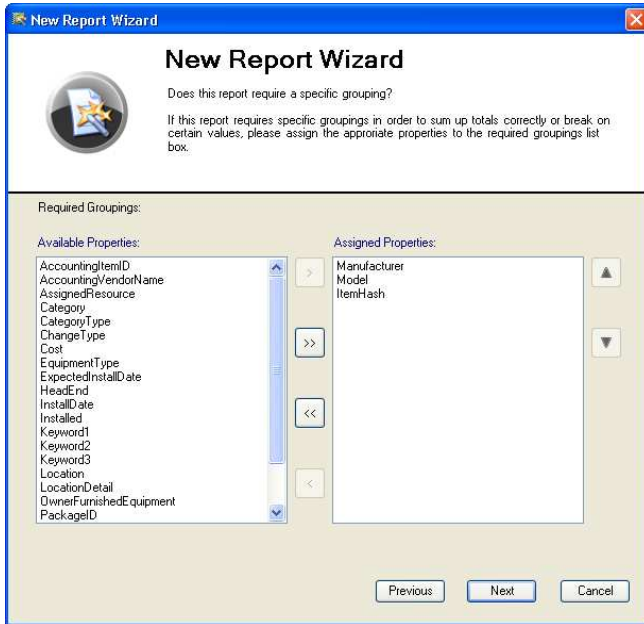 New Report Wizard
New Report Wizard
Does this report require a specific grouping?
If this report requires specific groupings in order to sum up totals correctly or break on
certain values, please assign the approriate properties to the required groupings list
box.
Required Groupings:
Available Properties:
AccountingItemID
AccountingVendorName
AssignedResource
Category
CategoryType
ChangeType
Cost
EquipmentType
ExpectedInstallDate
HeadEnd
InstallDate
Installed
Keyword1
Keyword2
Keyword3
Location
LocationDetail
OwnerFurnishedEquipment
PackageID
>
>>
<<
<
Assigned Properties:
Manufacturer
Model
ItemHash
Previous
Next
Cancel